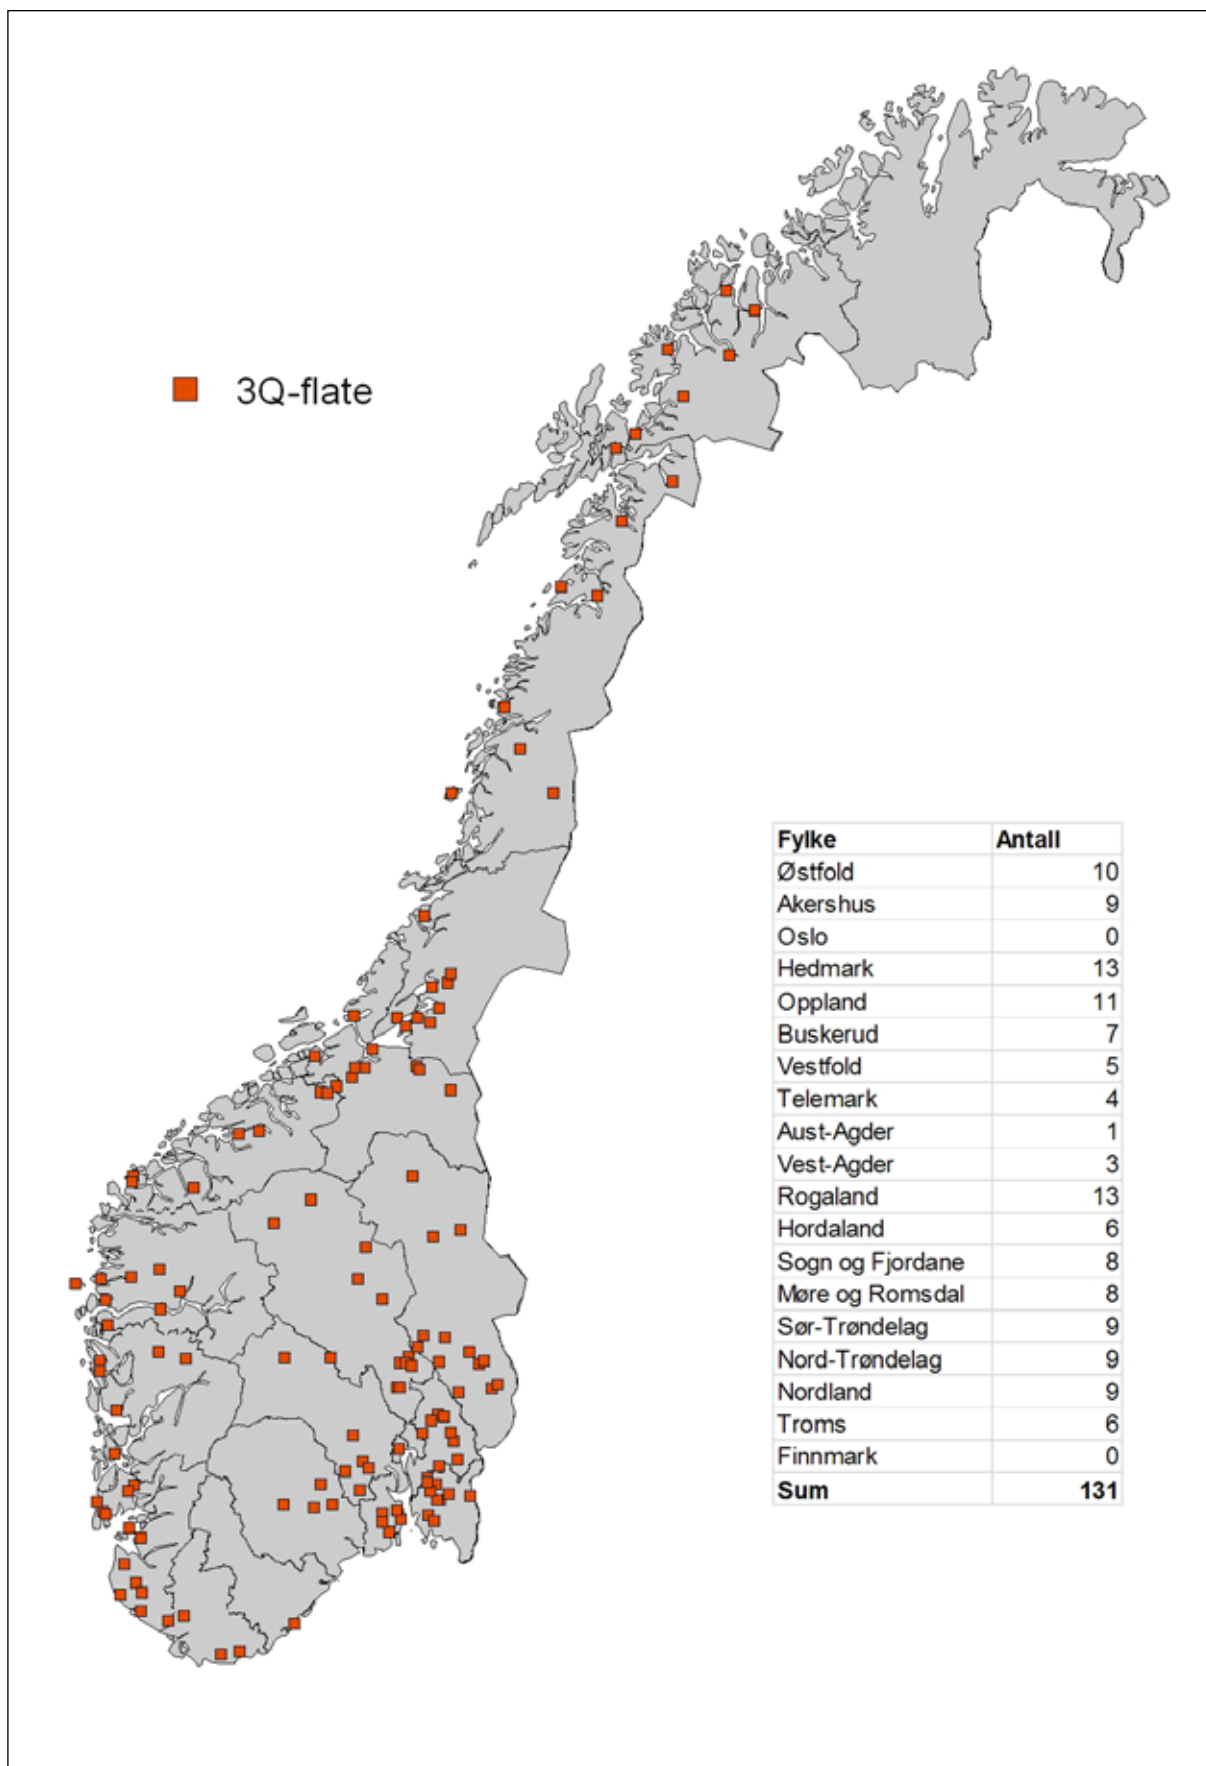 3Q-flate
Fylke Antall
Østfold 10
Akershus 9
Oslo 0
Hedmark 13
Oppland 11
Buskerud 7
Vestfold 5
Telemark 4
Aust-Agder 1
Vest-Agder 3
Rogaland 13
Hordaland 6
Sogn og Fjordane 8
Møre og Romsdal 8
Sør-Trøndelag 9
Nord-Trøndelag 9
Nordland 9
Troms 6
Finnmark 0
Sum 131